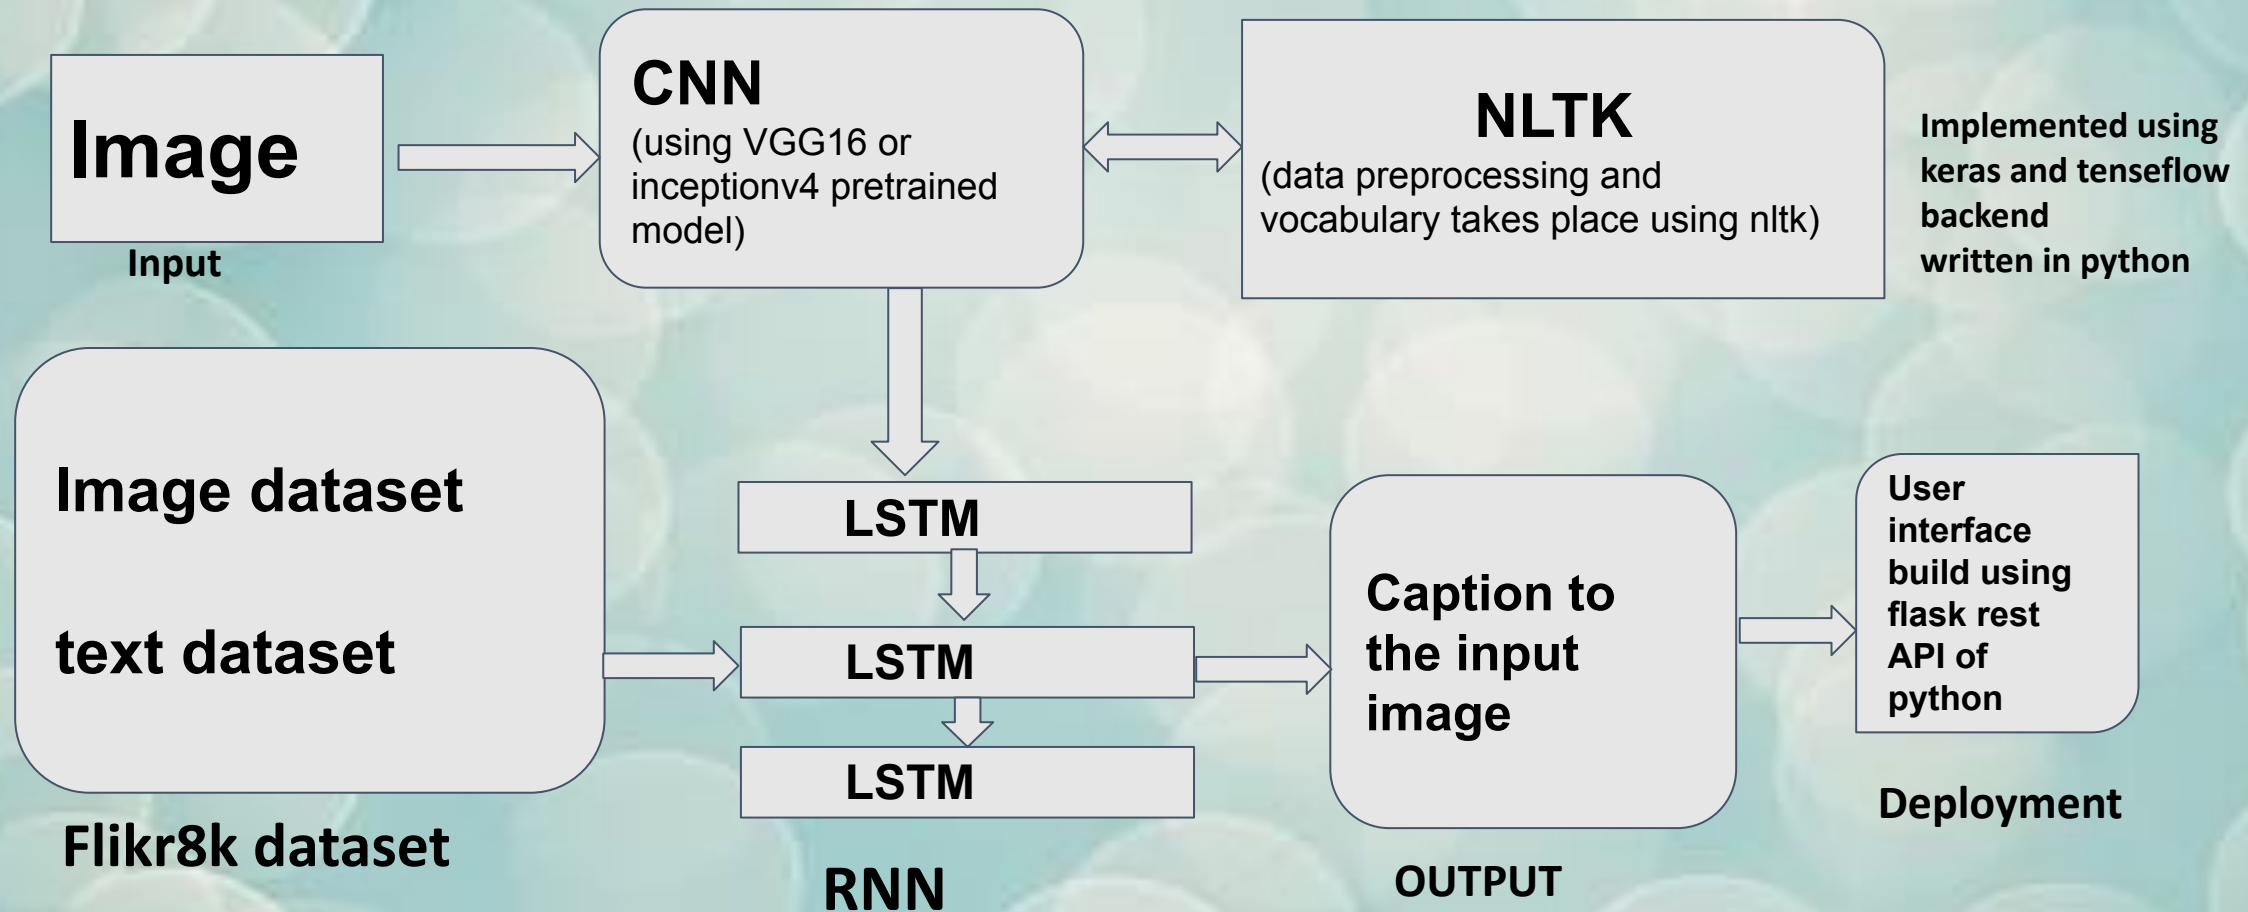 Image
Input
CNN
(using VGG16 or
inceptionv4 pretrained
model)
NLTK
(data preprocessing and
vocabulary takes place using nltk)
Implemented using
keras and tenseflow
backend
written in python
Image dataset
text dataset
Flikr8k dataset
LSTM
LSTM
LSTM
RNN
Caption to
the input
image
OUTPUT
User
interface
build using
flask rest
API of
python
Deployment